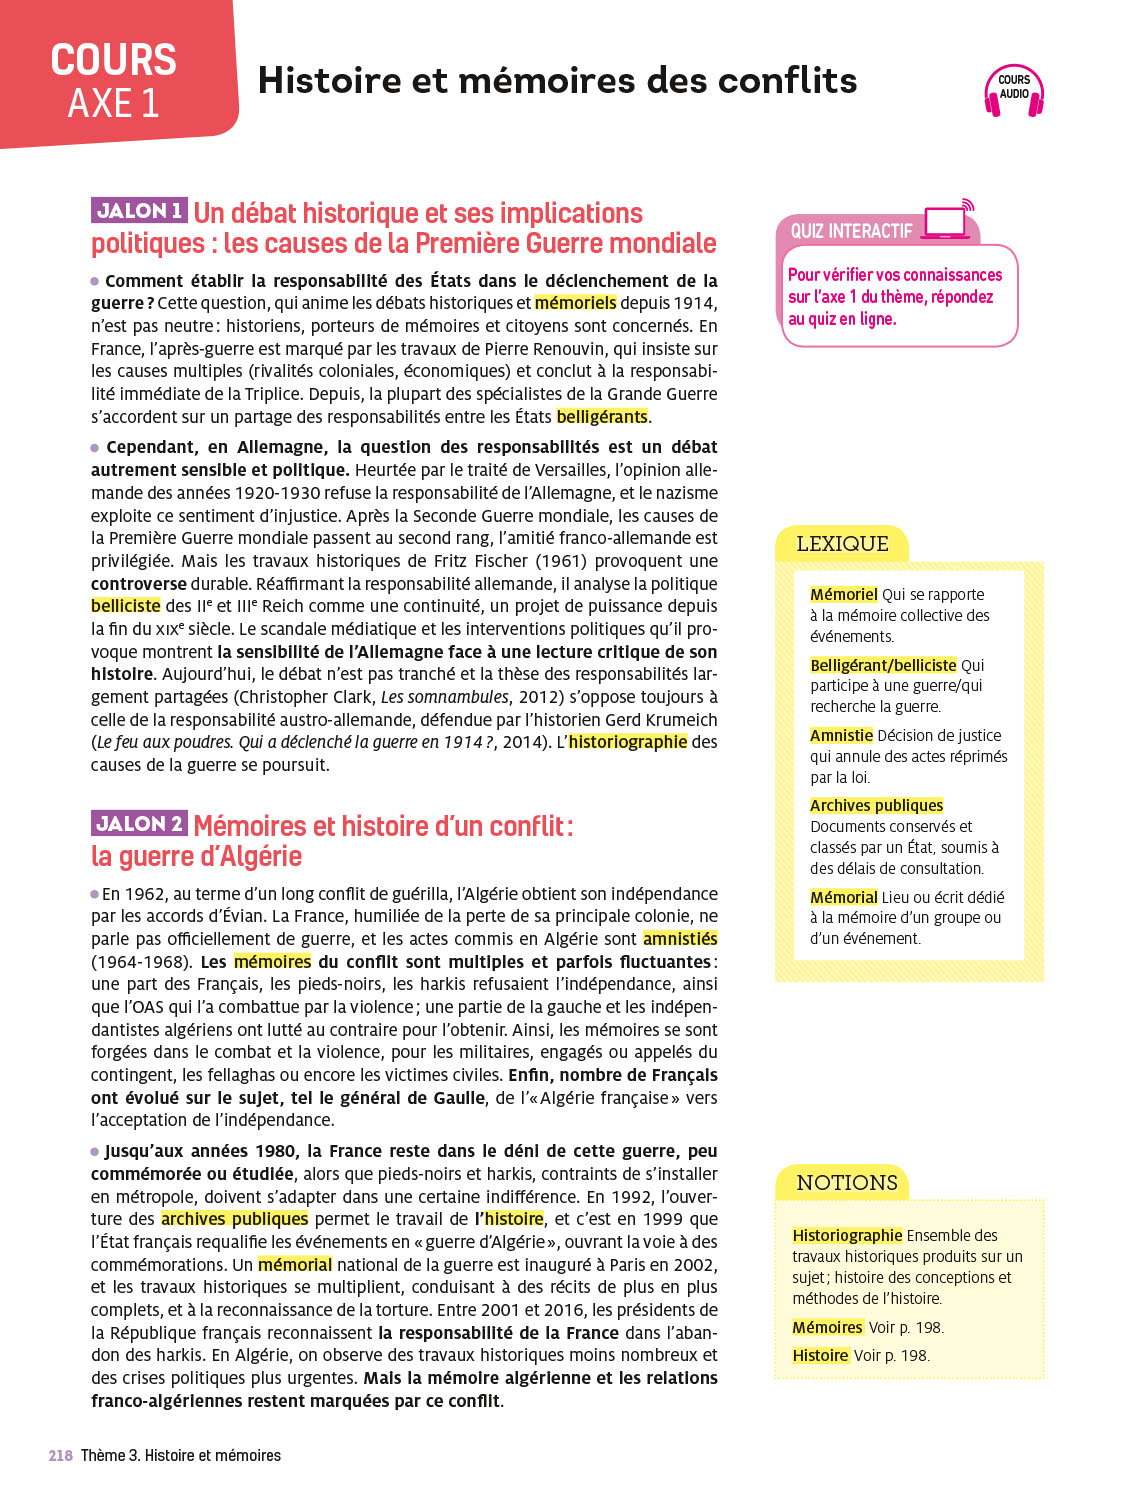 COURS
AXE 1
Histoire et mémoires des conflits
COURS
AUDIO
JALON 1 Un débat historique et ses implications
politiques : les causes de la Première Guerre mondiale
• Comment établir la responsabilité des États dans le déclenchement de la
guerre ? Cette question, qui anime les débats historiques et mémoriels depuis 1914,
n’est pas neutre : historiens, porteurs de mémoires et citoyens sont concernés. En
France, l’après-guerre est marqué par les travaux de Pierre Renouvin, qui insiste sur
les causes multiples (rivalités coloniales, économiques) et conclut à la responsabi-
lité immédiate de la Triplice. Depuis, la plupart des spécialistes de la Grande Guerre
s’accordent sur un partage des responsabilités entre les États belligérants.
• Cependant, en Allemagne, la question des responsabilités est un débat
autrement sensible et politique. Heurtée par le traité de Versailles, l’opinion alle-
mande des années 1920-1930 refuse la responsabilité de l’Allemagne, et le nazisme
exploite ce sentiment d’injustice. Après la Seconde Guerre mondiale, les causes de
la Première Guerre mondiale passent au second rang, l’amitié franco-allemande est
privilégiée. Mais les travaux historiques de Fritz Fischer (1961) provoquent une
controverse durable. Réaffirmant la responsabilité allemande, il analyse la politique
belliciste des IIe et IIIe Reich comme une continuité, un projet de puissance depuis
la fin du XIXe siècle. Le scandale médiatique et les interventions politiques qu’il pro-
voque montrent la sensibilité de l’Allemagne face à une lecture critique de son
histoire. Aujourd’hui, le débat n’est pas tranché et la thèse des responsabilités lar-
gement partagées (Christopher Clark, Les somnambules, 2012) s’oppose toujours à
celle de la responsabilité austro-allemande, défendue par l’historien Gerd Krumeich
(Le feu aux poudres. Qui a déclenché la guerre en 1914 ?, 2014). L’historiographie des
causes de la guerre se poursuit.
JALON 2 Mémoires et histoire d’un conflit :
la guerre d’Algérie
• En 1962, au terme d’un long conflit de guérilla, l’Algérie obtient son indépendance
par les accords d’Évian. La France, humiliée de la perte de sa principale colonie, ne
parle pas officiellement de guerre, et les actes commis en Algérie sont amnistiés
(1964-1968). Les mémoires du conflit sont multiples et parfois fluctuantes :
une part des Français, les pieds-noirs, les harkis refusaient l’indépendance, ainsi
que l’OAS qui l’a combattue par la violence ; une partie de la gauche et les indépen-
dantistes algériens ont lutté au contraire pour l’obtenir. Ainsi, les mémoires se sont
forgées dans le combat et la violence, pour les militaires, engagés ou appelés du
contingent, les fellaghas ou encore les victimes civiles. Enfin, nombre de Français
ont évolué sur le sujet, tel le général de Gaulle, de l’« Algérie française » vers
l’acceptation de l’indépendance.
• Jusqu’aux années 1980, la France reste dans le déni de cette guerre, peu
commémorée ou étudiée, alors que pieds-noirs et harkis, contraints de s’installer
en métropole, doivent s’adapter dans une certaine indifférence. En 1992, l’ouver-
ture des archives publiques permet le travail de l’histoire, et c’est en 1999 que
l’État français requalifie les événements en « guerre d’Algérie », ouvrant la voie à des
commémorations. Un mémorial national de la guerre est inauguré à Paris en 2002,
et les travaux historiques se multiplient, conduisant à des récits de plus en plus
complets, et à la reconnaissance de la torture. Entre 2001 et 2016, les présidents de
la République français reconnaissent la responsabilité de la France dans l’aban-
don des harkis. En Algérie, on observe des travaux historiques moins nombreux et
des crises politiques plus urgentes. Mais la mémoire algérienne et les relations
franco-algériennes restent marquées par ce conflit.
QUIZ INTERACTIF
Pour vérifier vos connaissances
sur l’axe 1 du thème, répondez
au quiz en ligne.
LEXIQUE
Mémoriel Qui se rapporte
à la mémoire collective des
événements.
Belligérant/belliciste Qui
participe à une guerre/qui
recherche la guerre.
Amnistie Décision de justice
qui annule des actes réprimés
par la loi.
Archives publiques
Documents conservés et
classés par un État, soumis à
des délais de consultation.
Mémorial Lieu ou écrit dédié
à la mémoire d’un groupe ou
d’un événement.
NOTIONS
Historiographie Ensemble des
travaux historiques produits sur un
sujet ; histoire des conceptions et
méthodes de l’histoire.
Mémoires Voir p. 198.
Histoire Voir p. 198.
218 Thème 3. Histoire et mémoires